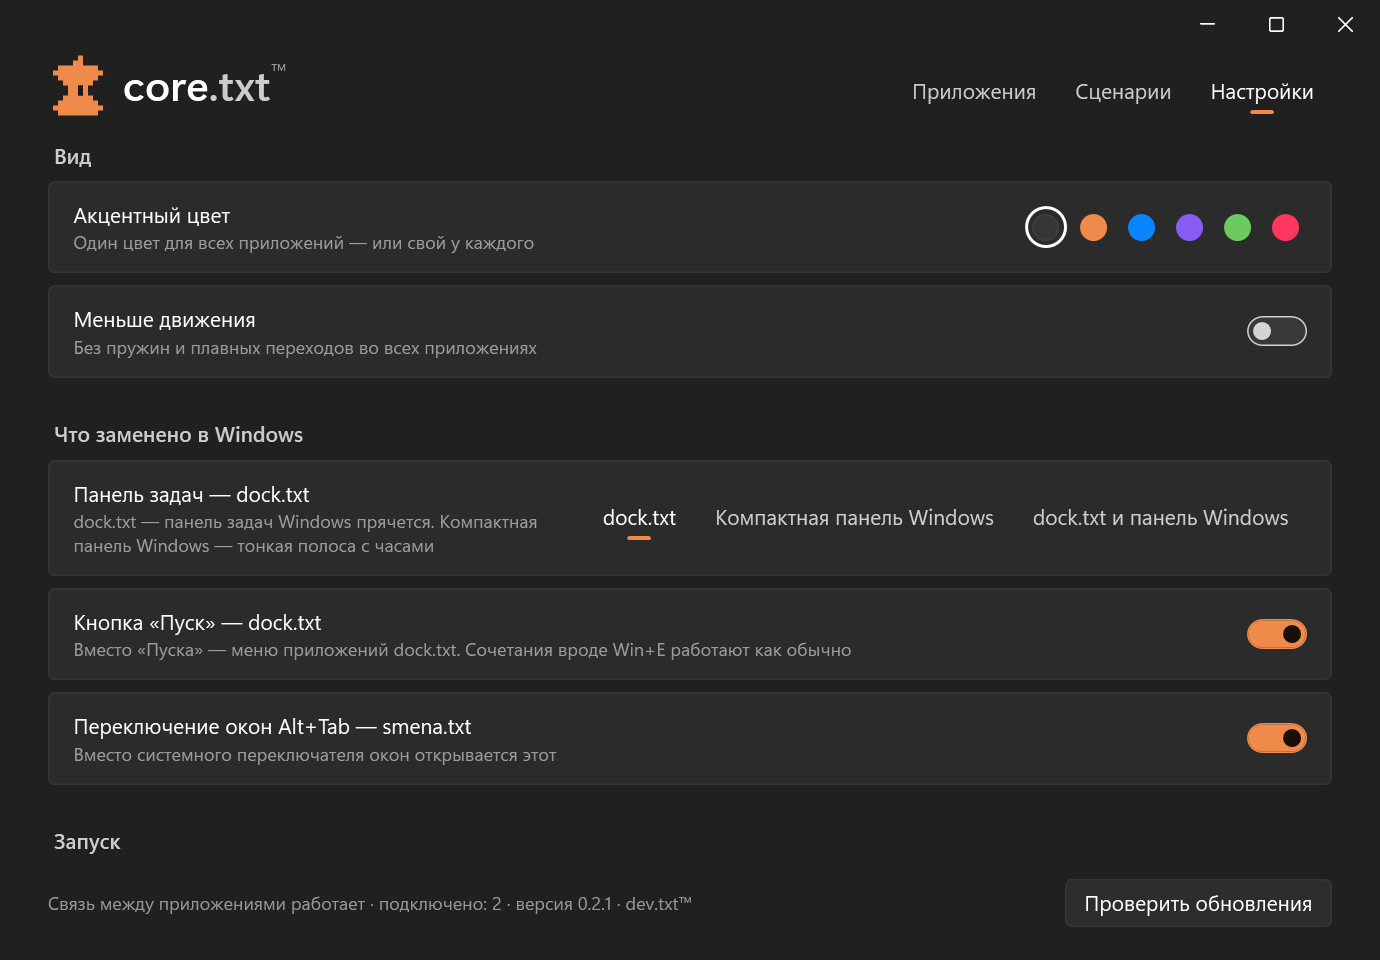 core.txt™
Приложения
Сценарии
Настройки
Вид
Акцентный цвет
Один цвет для всех приложений — или свой у каждого
Меньше движения
Без пружин и плавных переходов во всех приложениях
Что заменено в Windows
Панель задач — dock.txt
dock.txt — панель задач Windows прячется. Компактная
панель Windows — тонкая полоса с часами
dock.txt
Компактная панель Windows
dock.txt и панель Windows
Кнопка «Пуск» — dock.txt
Вместо «Пуска» — меню приложений dock.txt. Сочетания вроде Win+E работают как обычно
Переключение окон Alt+Tab — smena.txt
Вместо системного переключателя окон открывается этот
Запуск
Связь между приложениями работает · подключено: 2 · версия 0.2.1 · dev.txt™
Проверить обновления